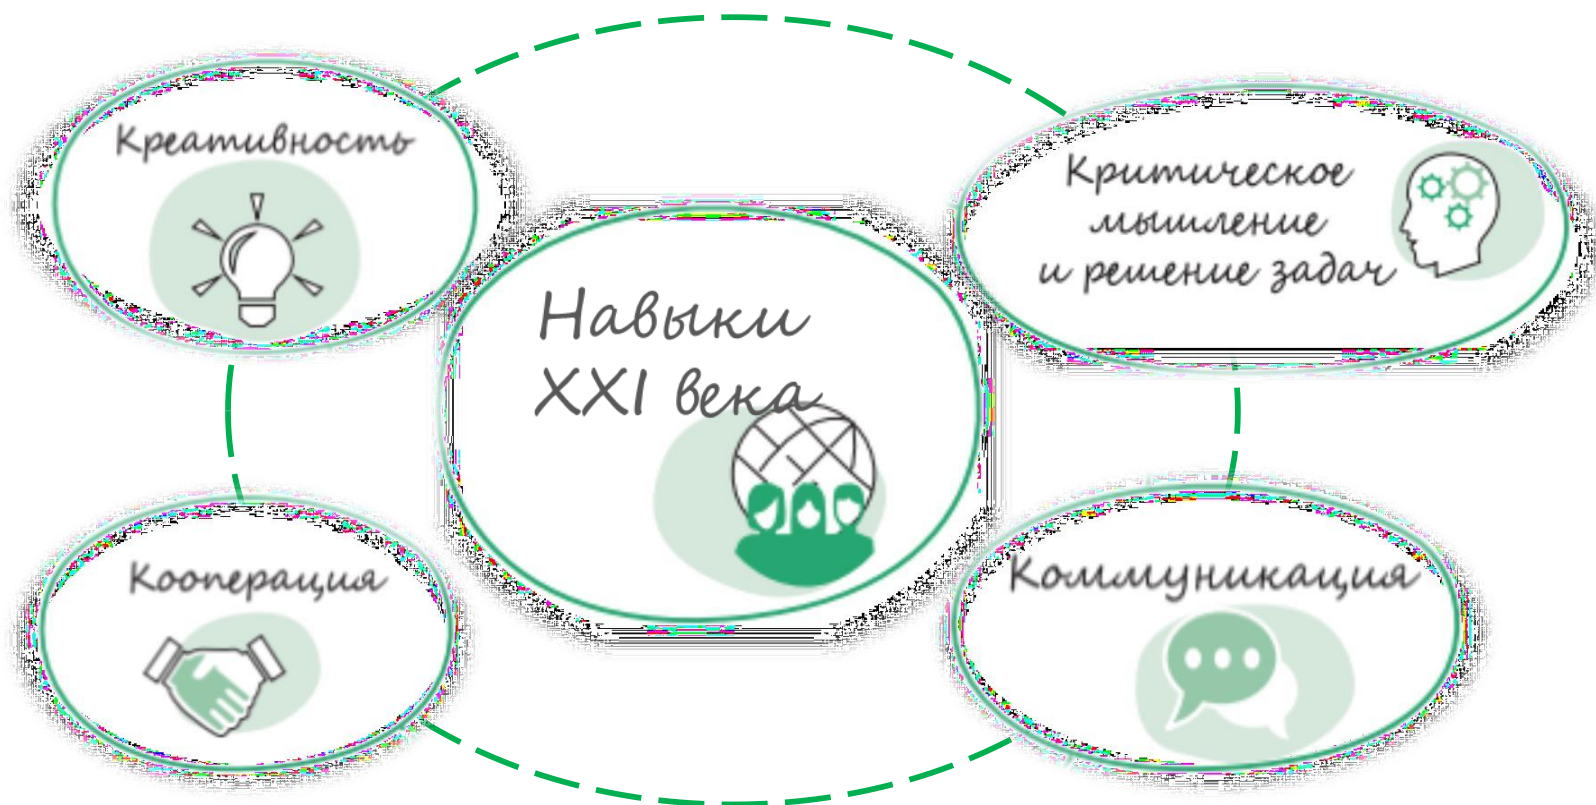 Креативность
Критическое
мышление
и решение задач
Навыки
XXI века
Кооперация
Коммуникация